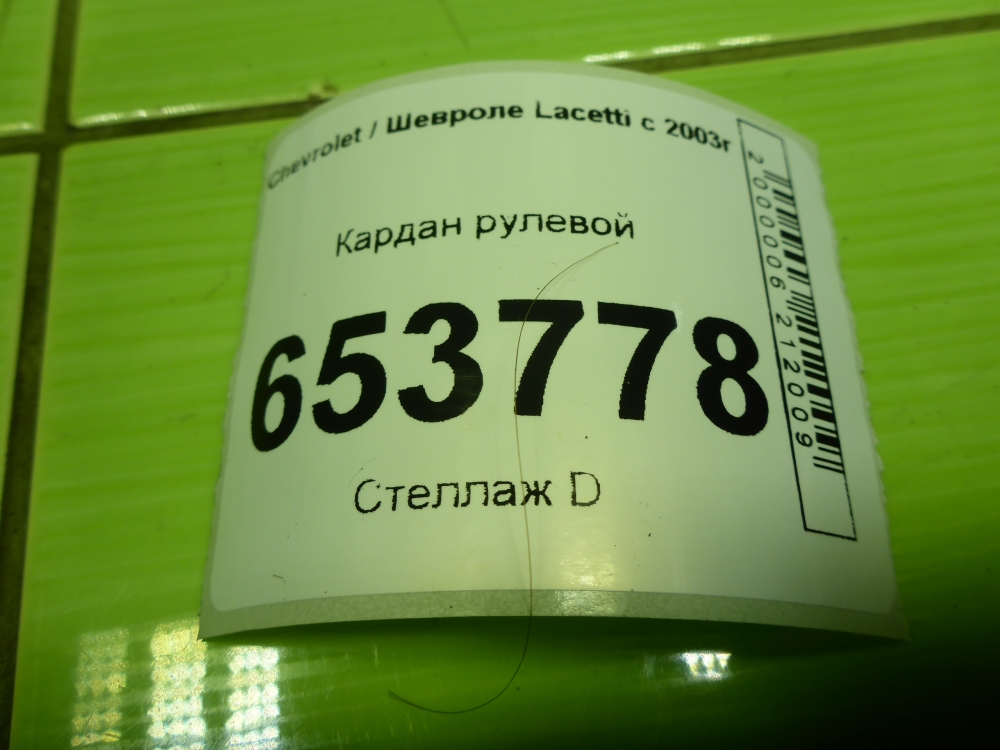 Chevrolet / Шевроле Lacetti с 2003г
Кардан рулевой
653778
Стеллаж D
2000006212009